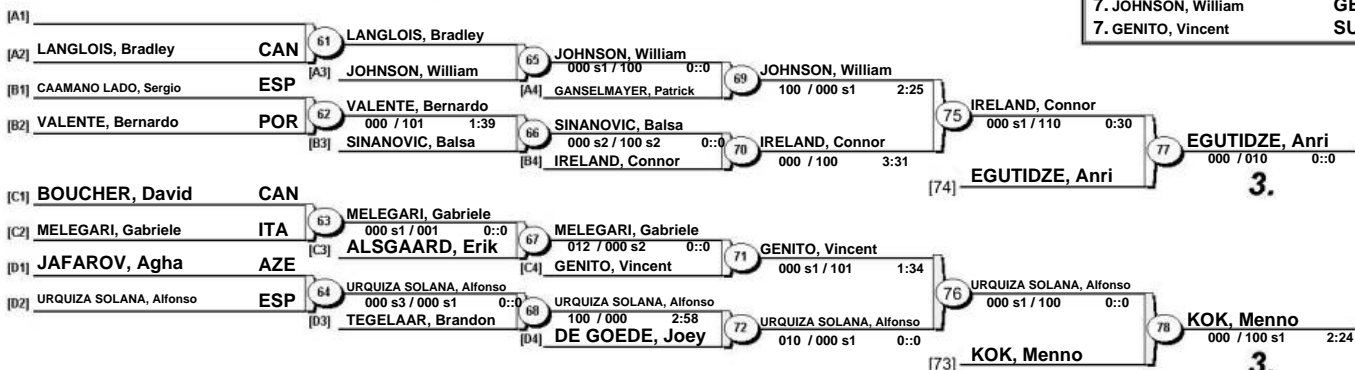 7. JOHNSON, William GE
7. GENITO, Vincent SU
[A1]
[A2] LANGLOIS, Bradley CAN
61
LANGLOIS, Bradley
[A3] JOHNSON, William
65
JOHNSON, William
000 s1 / 100 0::0
[A4] GANSELMAYER, Patrick
69
JOHNSON, William
100 / 000 s1 2:25
[B1] CAAMANO LADO, Sergio ESP
[B2] VALENTE, Bernardo POR
62
VALENTE, Bernardo
000 / 101 1:39
[B3] SINANOVIC, Balsa
66
SINANOVIC, Balsa
000 s2 / 100 s2 0::0
[B4] IRELAND, Connor
70
IRELAND, Connor
000 / 100 3:31
75
IRELAND, Connor
000 s1 / 110 0:30
[74] EGUTIDZE, Anri
77
EGUTIDZE, Anri
000 / 010 0::0
3.
[C1] BOUCHER, David CAN
[C2] MELEGARI, Gabriele ITA
63
MELEGARI, Gabriele
000 s1 / 001 0::0
[C3] ALSGAARD, Erik
67
MELEGARI, Gabriele
012 / 000 s2 0::0
[C4] GENITO, Vincent
71
GENITO, Vincent
000 s1 / 101 1:34
[D1] JAFAROV, Agha AZE
[D2] URQUIZA SOLANA, Alfonso ESP
64
URQUIZA SOLANA, Alfonso
000 s3 / 000 s1 0::0
[D3] TEGELAAR, Brandon
68
URQUIZA SOLANA, Alfonso
100 / 000 2:58
[D4] DE GOEDE, Joey
72
URQUIZA SOLANA, Alfonso
010 / 000 s1 0::0
76
URQUIZA SOLANA, Alfonso
000 s1 / 100 0::0
[73] KOK, Menno
78
KOK, Menno
000 / 100 s1 2:24
3.